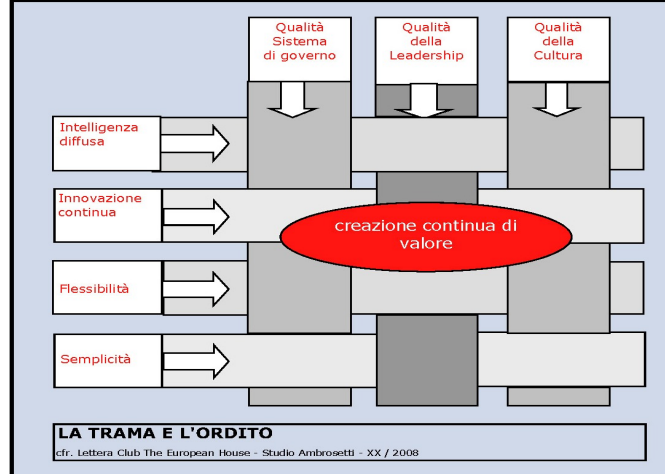 Qualità
Sistema
di governo
Qualità
della
Leadership
Qualità
della
Cultura
Intelligenza
diffusa
Innovazione
continua
creazione continua di
valore
Flessibilità
Semplicità
LA TRAMA E L'ORDITO
cfr. Lettera Club The European House - Studio Ambrosetti - XX / 2008